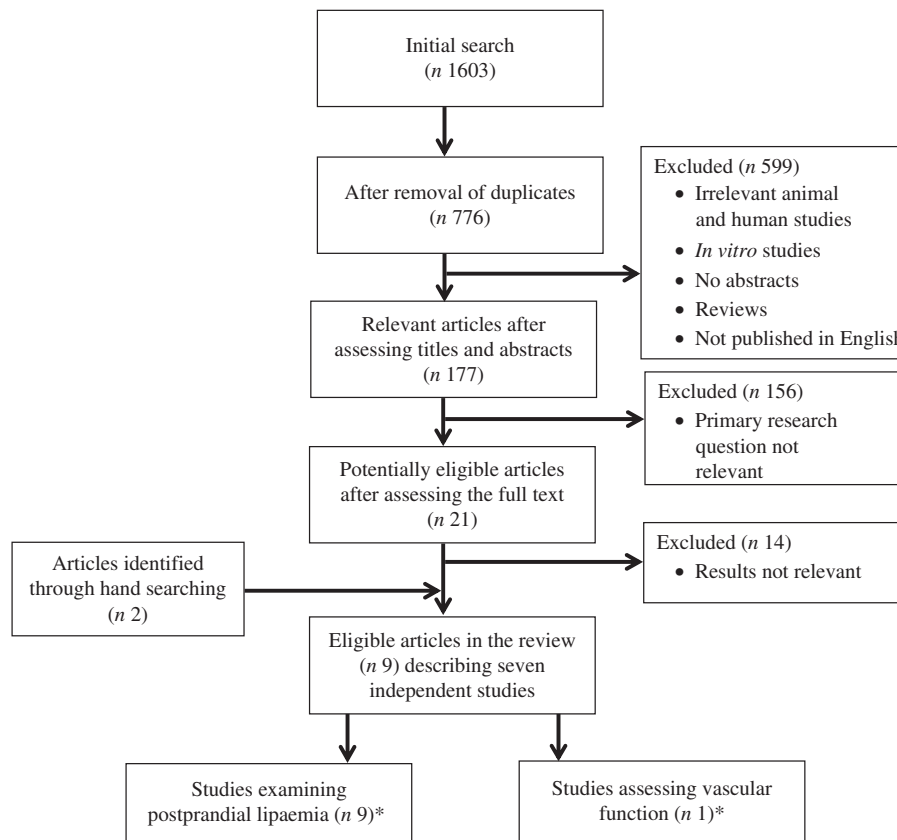 Initial search
(n 1603)
After removal of duplicates
(n 776)
Excluded (n 599)
• Irrelevant animal
and human studies
• In vitro studies
• No abstracts
• Reviews
• Not published in English
Relevant articles after
assessing titles and abstracts
(n 177)
Excluded (n 156)
• Primary research
question not
relevant
Potentially eligible articles
after assessing the full text
(n 21)
Excluded (n 14)
• Results not relevant
Articles identified
through hand searching
(n 2)
Eligible articles in the review
(n 9) describing seven
independent studies
Studies examining
postprandial lipaemia (n 9)*
Studies assessing vascular
function (n 1)*